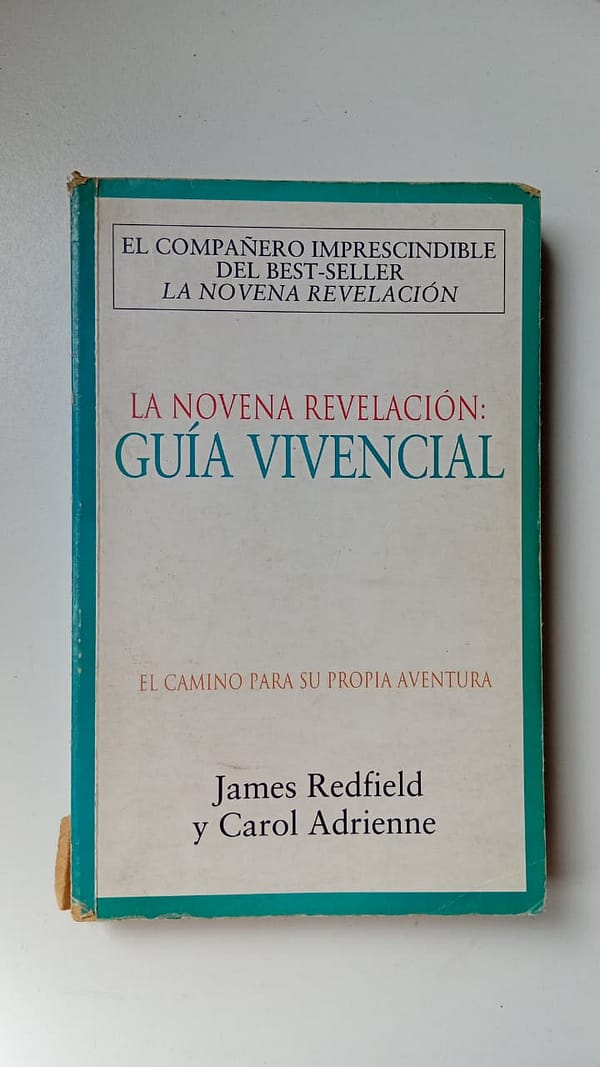 EL COMPAÑERO IMPRESCINDIBLE
DEL BEST-SELLER
LA NOVENA REVELACIÓN
LA NOVENA REVELACIÓN:
GUÍA VIVENCIAL
EL CAMINO PARA SU PROPIA AVENTURA
James Redfield
y Carol Adrienne